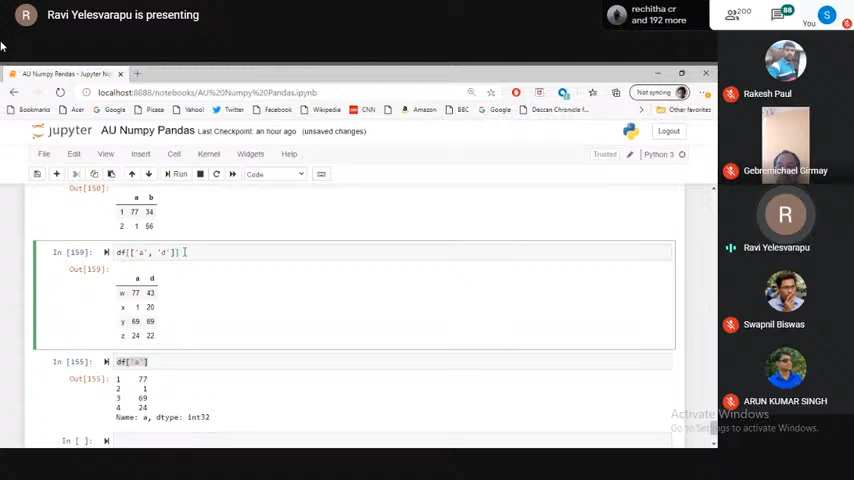 Ravi Yelesvarapu is presenting
rechitha cr
and 192 more
200
88
You
S
R
AU Numpy Pandas - Jupyter No
localhost:8888/notebooks/AU%20Numpy%20Pandas.ipynb
Not syncing
Bookmarks
Acer
Google
Picasa
Yahoo!
Twitter
Google
Facebook
Wikipedia
CNN
Amazon
BBC
Google
Deccan Chronicle f...
Other favorites
jupyter
AU Numpy Pandas Last Checkpoint: an hour ago (unsaved changes)
Logout
File Edit View Insert Cell Kernel Widgets Help
Trusted
Python 3
Run
Code
Out[150]:
a b
1 77 34
2 1 56
In [159]: df[['a', 'd']]
Out[159]:
a d
w 77 43
x 1 20
y 69 69
z 24 22
In [155]: df['a']
Out[155]:
1 77
2 1
3 69
4 24
Name: a, dtype: int32
In [ ]:
Activate Windows
Go to Settings to activate Windows.
Rakesh Paul
Gebremichael Girmay
R
Ravi Yelesvarapu
Swapnil Biswas
ARUN KUMAR SINGH